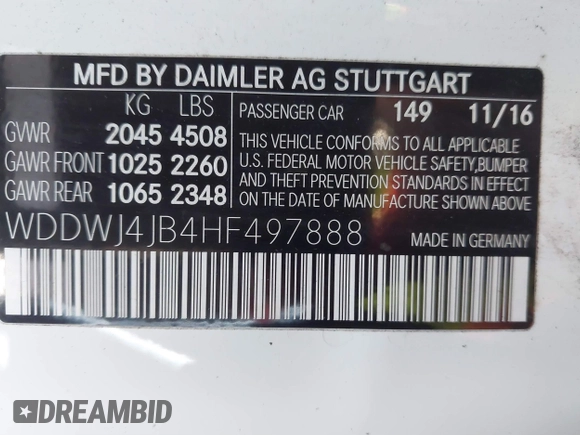 MFD BY DAIMLER AG STUTTGART
KG LBS
PASSENGER CAR 149 11/16
GVWR 2045 4508
GAWR FRONT 1025 2260
GAWR REAR 1065 2348
THIS VEHICLE CONFORMS TO ALL APPLICABLE
U.S. FEDERAL MOTOR VEHICLE SAFETY,BUMPER
AND THEFT PREVENTION STANDARDS IN EFFECT
ON THE DATE OF MANUFACTURE SHOWN ABOVE.
WDDWJ4JB4HF497888
MADE IN GERMANY
DREAMBID